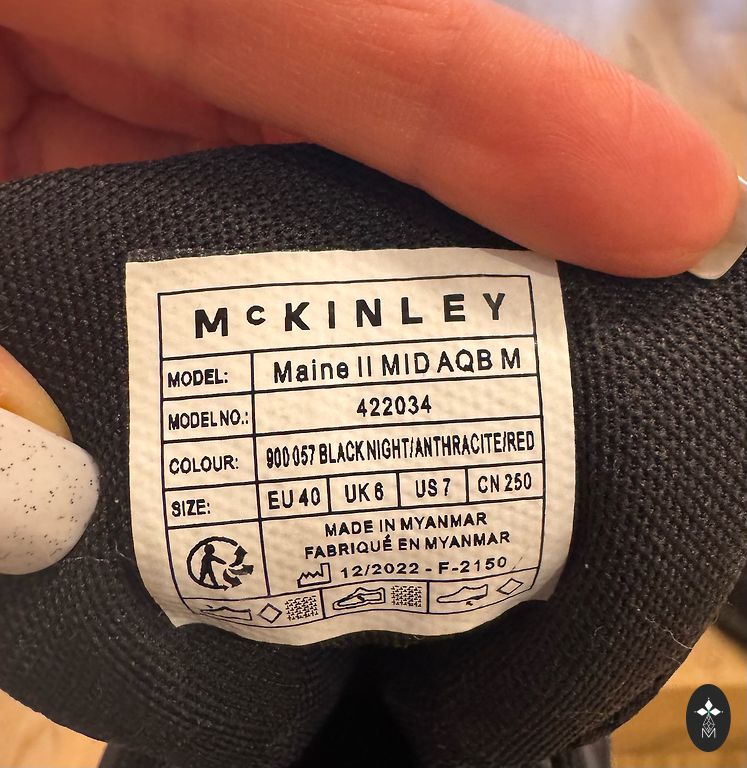 McKINLEY
MODEL: Maine II MID AQB M
MODEL NO.: 422034
COLOUR: 900 057 BLACK NIGHT/ANTHRACITE/RED
SIZE: EU 40 UK 6 US 7 CN 250
MADE IN MYANMAR
FABRIQUÉ EN MYANMAR
12/2022 - F-2150
M